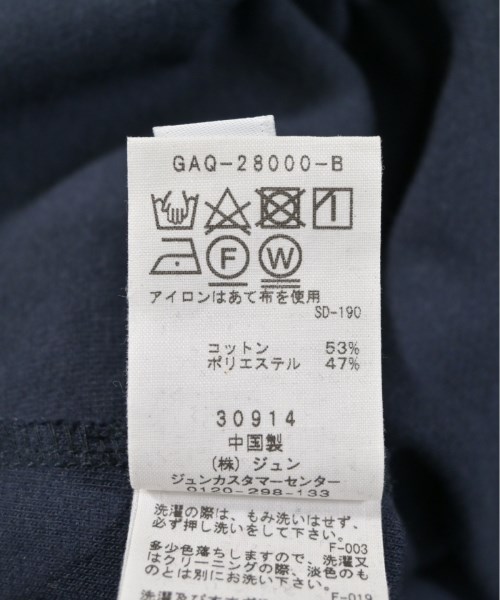 GAQ-28000-B
F W
アイロンはあて布を使用
SD-190
コットン 53%
ポリエステル 47%
30914
中国製
(株) ジュン
ジュンカスタマーセンター
0120-298-133
洗濯の際は、もみ洗いはせず、
必ず押し洗いをして下さい。
F-003
多少色落ちしますので、洗濯又
はクリーニングの際、淡色のも
のとは別にお洗い下さい。
F-019